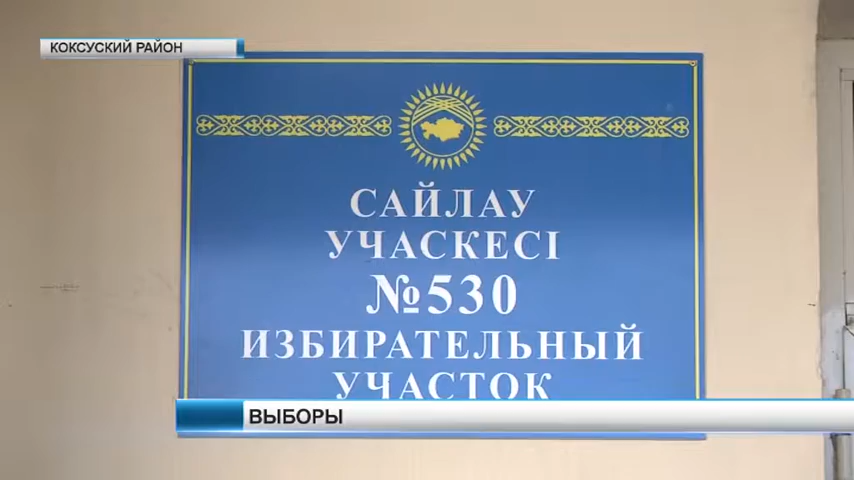 КОКСУСКИЙ РАЙОН
САЙЛАУ
УЧАСКЕСІ
№530
ИЗБИРАТЕЛЬНЫЙ
УЧАСТОК
ВЫБОРЫ